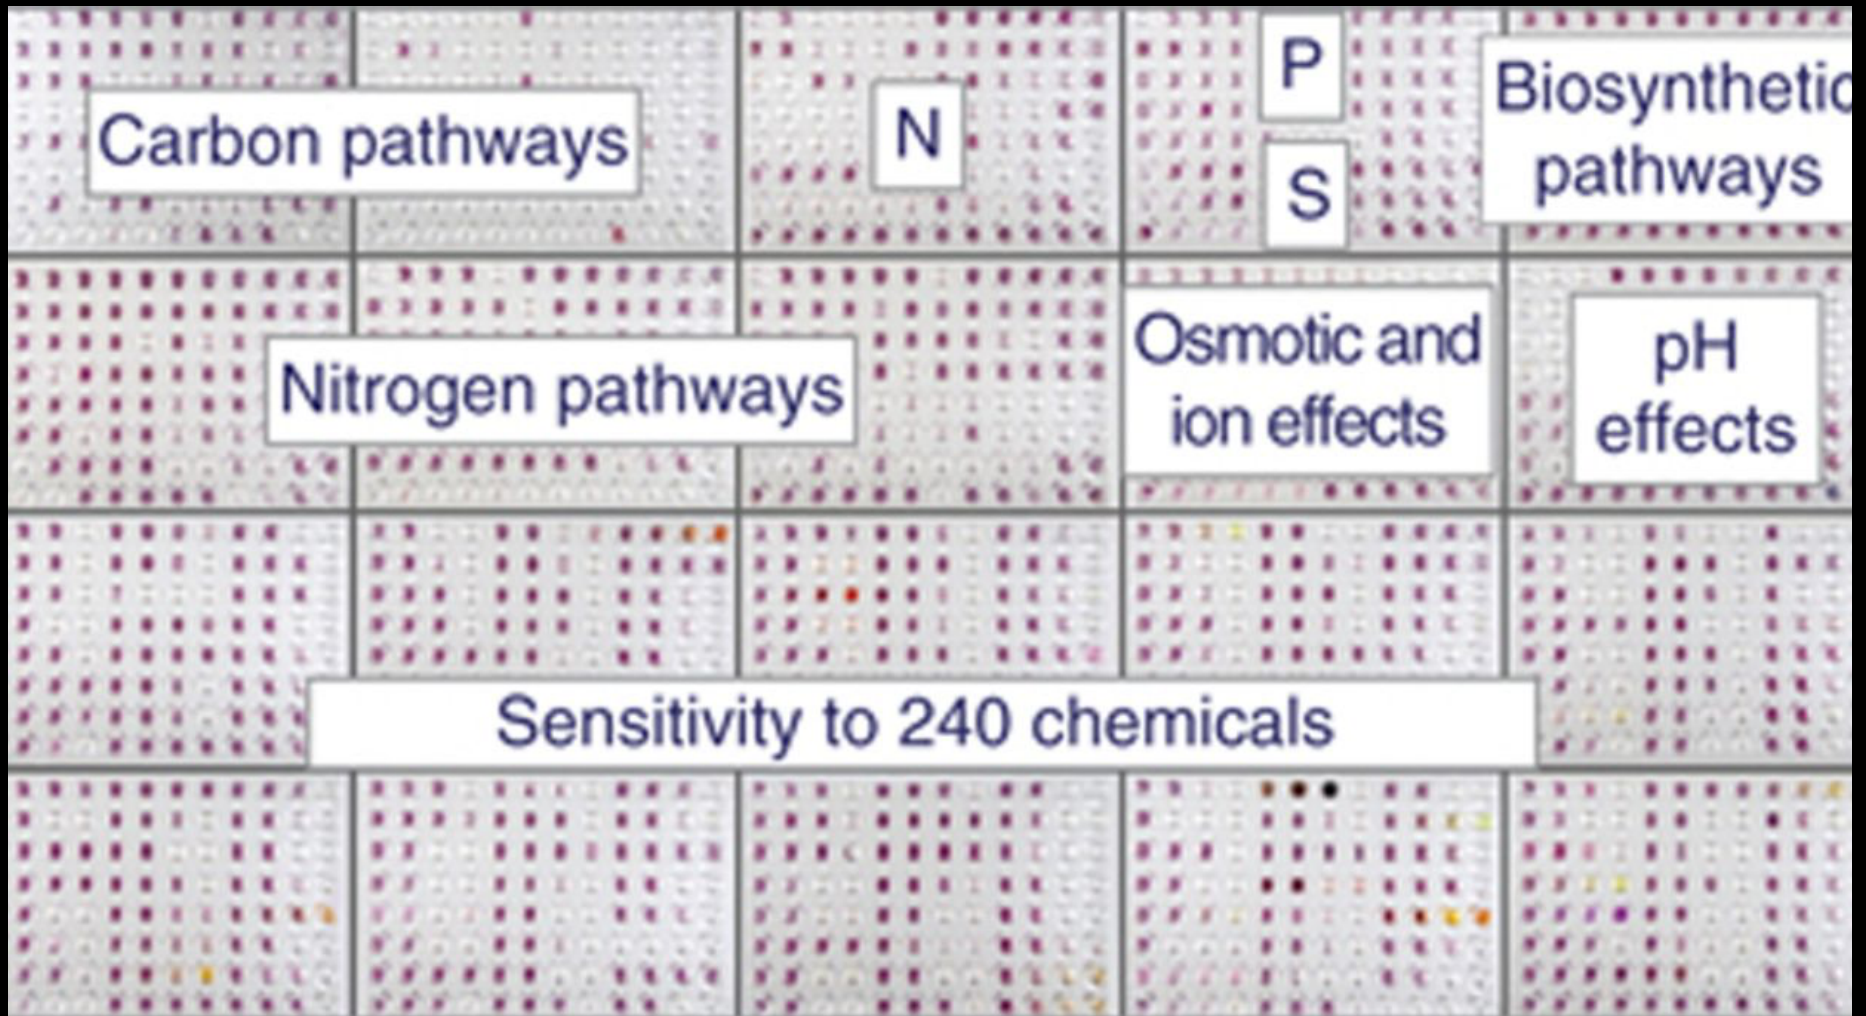 Carbon pathways
N
P
S
Biosynthetic
pathways
Nitrogen pathways
Osmotic and
ion effects
pH
effects
Sensitivity to 240 chemicals